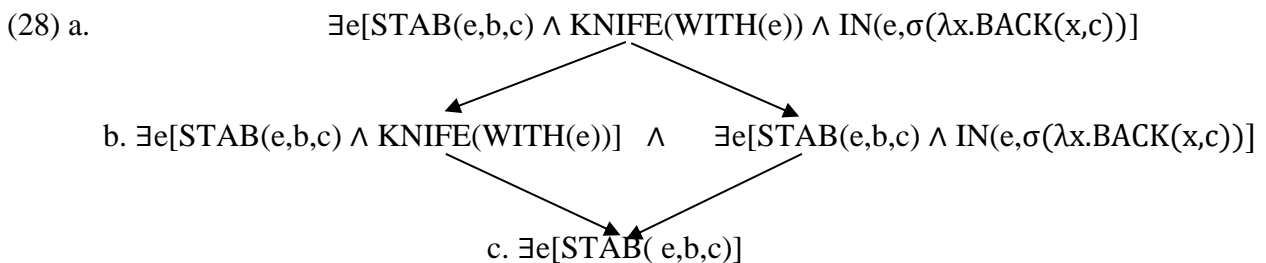 (28) a. ∃e[STAB(e,b,c) ∧ KNIFE(WITH(e)) ∧ IN(e,σ(λx.BACK(x,c))]
b. ∃e[STAB(e,b,c) ∧ KNIFE(WITH(e))] ∧ ∃e[STAB(e,b,c) ∧ IN(e,σ(λx.BACK(x,c))]
c. ∃e[STAB( e,b,c)]